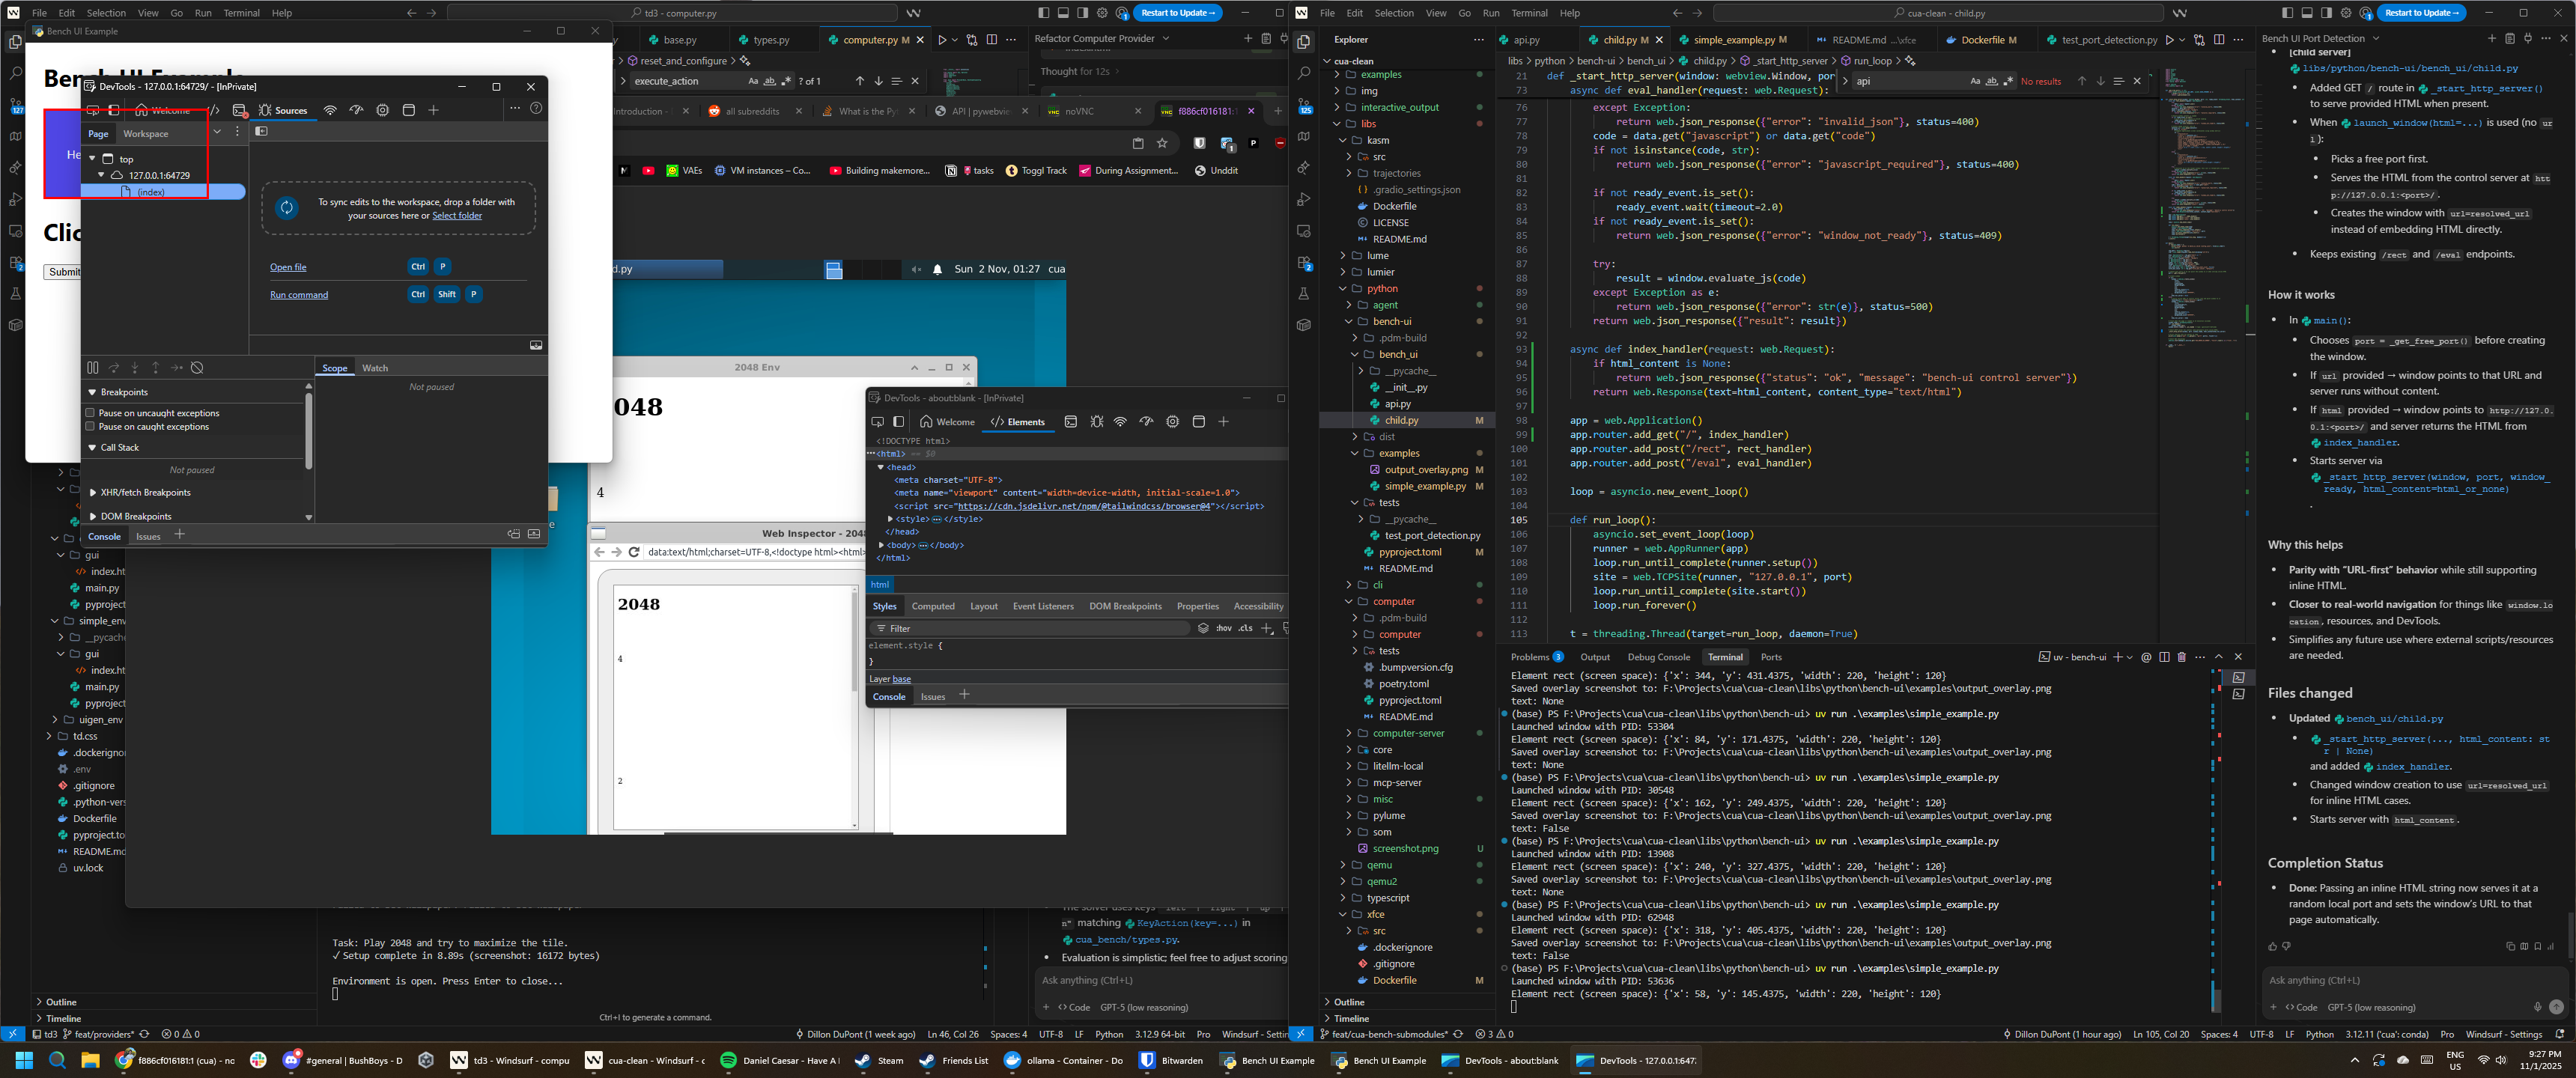 File Edit Selection View Go Run Terminal Help
td3 - computer.py
Restart to Update →
Bench UI Example
Bench UI Example
Click
Submit
DevTools - 127.0.0.1:64729/ - [InPrivate]
Welcome
Sources
Page
Workspace
top
127.0.0.1:64729
(index)
To sync edits to the workspace, drop a folder with
your sources here or Select folder
Open file Ctrl P
Run command Ctrl Shift P
Scope Watch
Not paused
Breakpoints
Pause on uncaught exceptions
Pause on caught exceptions
Call Stack
Not paused
XHR/fetch Breakpoints
DOM Breakpoints
Console Issues
base.py
types.py
computer.py M
reset_and_configure
execute_action
? of 1
Refactor Computer Provider
Thought for 12s
Introduction -
all subreddits
What is the Py
API | pywebvie
noVNC
f886cf016181:1
VAEs
VM instances – Co...
Building makemore...
tasks
Toggl Track
During Assignment...
Unddit
d.py
Sun 2 Nov, 01:27 cua
2048 Env
048
4
Web Inspector - 2048
data:text/html;charset=UTF-8,<!doctype html><html>
2048
4
2
DevTools - about:blank - [InPrivate]
Welcome
Elements
<!DOCTYPE html>
<html> == $0
<head>
<meta charset="UTF-8">
<meta name="viewport" content="width=device-width, initial-scale=1.0">
<script src="https://cdn.jsdelivr.net/npm/@tailwindcss/browser@4"></script>
<style></style>
</head>
<body></body>
</html>
html
Styles Computed Layout Event Listeners DOM Breakpoints Properties Accessibility
Filter
:hov .cls
element.style {
}
Layer base
Console Issues
gui
index.ht
main.py
pyproject
simple_env
__pycache
gui
index.ht
main.py
pyproject
uigen_env
td.css
.dockerignor
.env
.gitignore
.python-vers
Dockerfile
pyproject.to
README.md
uv.lock
Outline
Timeline
Task: Play 2048 and try to maximize the tile.
✓ Setup complete in 8.89s (screenshot: 16172 bytes)
Environment is open. Press Enter to close...
Ctrl+I to generate a command.
matching KeyAction(key=...) in
cua_bench/types.py.
Evaluation is simplistic; feel free to adjust scoring
Ask anything (Ctrl+L)
Code GPT-5 (low reasoning)
td3 feat/providers* 0 0
Dillon DuPont (1 week ago) Ln 46, Col 26 Spaces: 4 UTF-8 LF Python 3.12.9 64-bit Pro Windsurf - Settin
File Edit Selection View Go Run Terminal Help
cua-clean - child.py
Restart to Update →
Explorer
cua-clean
examples
img
interactive_output
libs
kasm
src
trajectories
.gradio_settings.json
Dockerfile
LICENSE
README.md
lume
lumier
python
agent
bench-ui
.pdm-build
bench_ui
__pycache__
__init__.py
api.py
child.py M
dist
examples
output_overlay.png M
simple_example.py M
tests
__pycache__
test_port_detection.py
pyproject.toml M
README.md
cli
computer
.pdm-build
computer
tests
.bumpversion.cfg
poetry.toml
pyproject.toml
README.md
computer-server
core
litellm-local
mcp-server
misc
pylume
som
screenshot.png U
qemu
qemu2
typescript
xfce
src
.dockerignore
.gitignore
Dockerfile M
Outline
Timeline
api.py
child.py M
simple_example.py M
README.md ...\xfce
Dockerfile M
test_port_detection.py
libs > python > bench-ui > bench_ui > child.py > _start_http_server > run_loop
api
No results
21 def _start_http_server(window: webview.Window, por
73 async def eval_handler(request: web.Request):
76 except Exception:
77 return web.json_response({"error": "invalid_json"}, status=400)
78 code = data.get("javascript") or data.get("code")
79 if not isinstance(code, str):
80 return web.json_response({"error": "javascript_required"}, status=400)
81
82 if not ready_event.is_set():
83 ready_event.wait(timeout=2.0)
84 if not ready_event.is_set():
85 return web.json_response({"error": "window_not_ready"}, status=409)
86
87 try:
88 result = window.evaluate_js(code)
89 except Exception as e:
90 return web.json_response({"error": str(e)}, status=500)
91 return web.json_response({"result": result})
92
93 async def index_handler(request: web.Request):
94 if html_content is None:
95 return web.json_response({"status": "ok", "message": "bench-ui control server"})
96 return web.Response(text=html_content, content_type="text/html")
97
98 app = web.Application()
99 app.router.add_get("/", index_handler)
100 app.router.add_post("/rect", rect_handler)
101 app.router.add_post("/eval", eval_handler)
102
103 loop = asyncio.new_event_loop()
104
105 def run_loop():
106 asyncio.set_event_loop(loop)
107 runner = web.AppRunner(app)
108 loop.run_until_complete(runner.setup())
109 site = web.TCPSite(runner, "127.0.0.1", port)
110 loop.run_until_complete(site.start())
111 loop.run_forever()
112
113 t = threading.Thread(target=run_loop, daemon=True)
Problems 3 Output Debug Console Terminal Ports
uv - bench-ui
Element rect (screen space): {'x': 344, 'y': 431.4375, 'width': 220, 'height': 120}
Saved overlay screenshot to: F:\Projects\cua\cua-clean\libs\python\bench-ui\examples\output_overlay.png
text: None
(base) PS F:\Projects\cua\cua-clean\libs\python\bench-ui> uv run .\examples\simple_example.py
Launched window with PID: 53304
Element rect (screen space): {'x': 84, 'y': 171.4375, 'width': 220, 'height': 120}
Saved overlay screenshot to: F:\Projects\cua\cua-clean\libs\python\bench-ui\examples\output_overlay.png
text: None
(base) PS F:\Projects\cua\cua-clean\libs\python\bench-ui> uv run .\examples\simple_example.py
Launched window with PID: 30548
Element rect (screen space): {'x': 162, 'y': 249.4375, 'width': 220, 'height': 120}
Saved overlay screenshot to: F:\Projects\cua\cua-clean\libs\python\bench-ui\examples\output_overlay.png
text: False
(base) PS F:\Projects\cua\cua-clean\libs\python\bench-ui> uv run .\examples\simple_example.py
Launched window with PID: 13908
Element rect (screen space): {'x': 240, 'y': 327.4375, 'width': 220, 'height': 120}
Saved overlay screenshot to: F:\Projects\cua\cua-clean\libs\python\bench-ui\examples\output_overlay.png
text: None
(base) PS F:\Projects\cua\cua-clean\libs\python\bench-ui> uv run .\examples\simple_example.py
Launched window with PID: 62948
Element rect (screen space): {'x': 318, 'y': 405.4375, 'width': 220, 'height': 120}
Saved overlay screenshot to: F:\Projects\cua\cua-clean\libs\python\bench-ui\examples\output_overlay.png
text: False
(base) PS F:\Projects\cua\cua-clean\libs\python\bench-ui> uv run .\examples\simple_example.py
Launched window with PID: 53636
Element rect (screen space): {'x': 58, 'y': 145.4375, 'width': 220, 'height': 120}
Bench UI Port Detection
[child server]
libs/python/bench-ui/bench_ui/child.py
Added GET / route in _start_http_server()
to serve provided HTML when present.
When launch_window(html=...) is used (no ur
l):
Picks a free port first.
Serves the HTML from the control server at htt
p://127.0.0.1:<port>/.
Creates the window with url=resolved_url
instead of embedding HTML directly.
Keeps existing /rect and /eval endpoints.
How it works
In main():
Chooses port = _get_free_port() before creating
the window.
If url provided → window points to that URL and
server runs without content.
If html provided → window points to http://127.0.
0.1:<port>/ and server returns the HTML from
index_handler.
Starts server via
_start_http_server(window, port, window_
ready, html_content=html_or_none)
.
Why this helps
Parity with “URL-first” behavior while still supporting
inline HTML.
Closer to real-world navigation for things like window.lo
cation, resources, and DevTools.
Simplifies any future use where external scripts/resources
are needed.
Files changed
Updated bench_ui/child.py
_start_http_server(..., html_content: st
r | None)
and added index_handler.
Changed window creation to use url=resolved_url
for inline HTML cases.
Starts server with html_content.
Completion Status
Done: Passing an inline HTML string now serves it at a
random local port and sets the window’s URL to that
page automatically.
Ask anything (Ctrl+L)
Code GPT-5 (low reasoning)
feat/cua-bench-submodules* 3 0
Dillon DuPont (1 hour ago) Ln 105, Col 20 Spaces: 4 UTF-8 LF Python 3.12.11 ('cua': conda) Pro Windsurf - Settings
f886cf016181:1 (cua) - no
#general | BushBoys - D
td3 - Windsurf - compu
cua-clean - Windsurf - c
Daniel Caesar - Have A
Steam
Friends List
ollama - Container - Do
Bitwarden
Bench UI Example
Bench UI Example
DevTools - about:blank
DevTools - 127.0.0.1:647
ENG
US
9:27 PM
11/1/2025